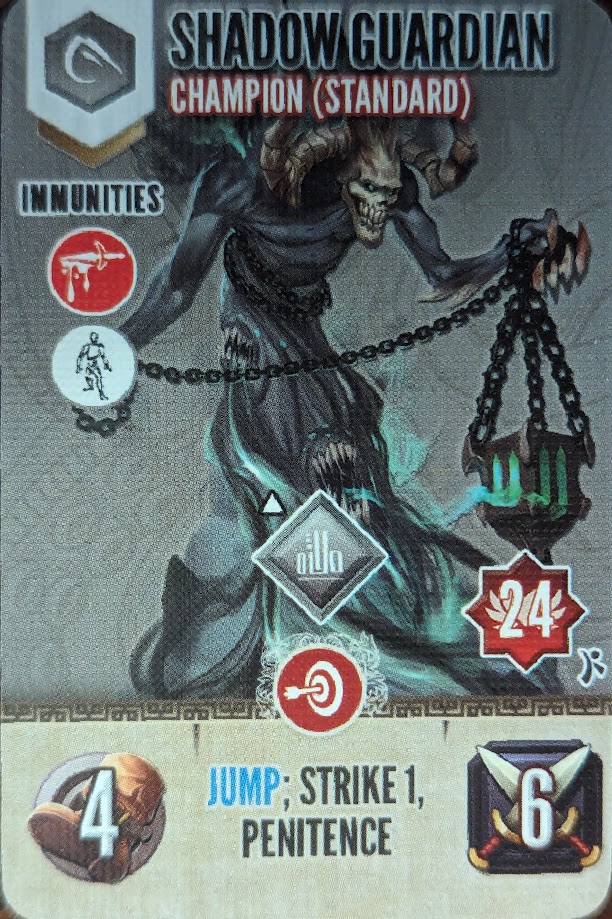 SHADOW GUARDIAN
CHAMPION (STANDARD)
IMMUNITIES
24
4
JUMP; STRIKE 1,
PENITENCE
6